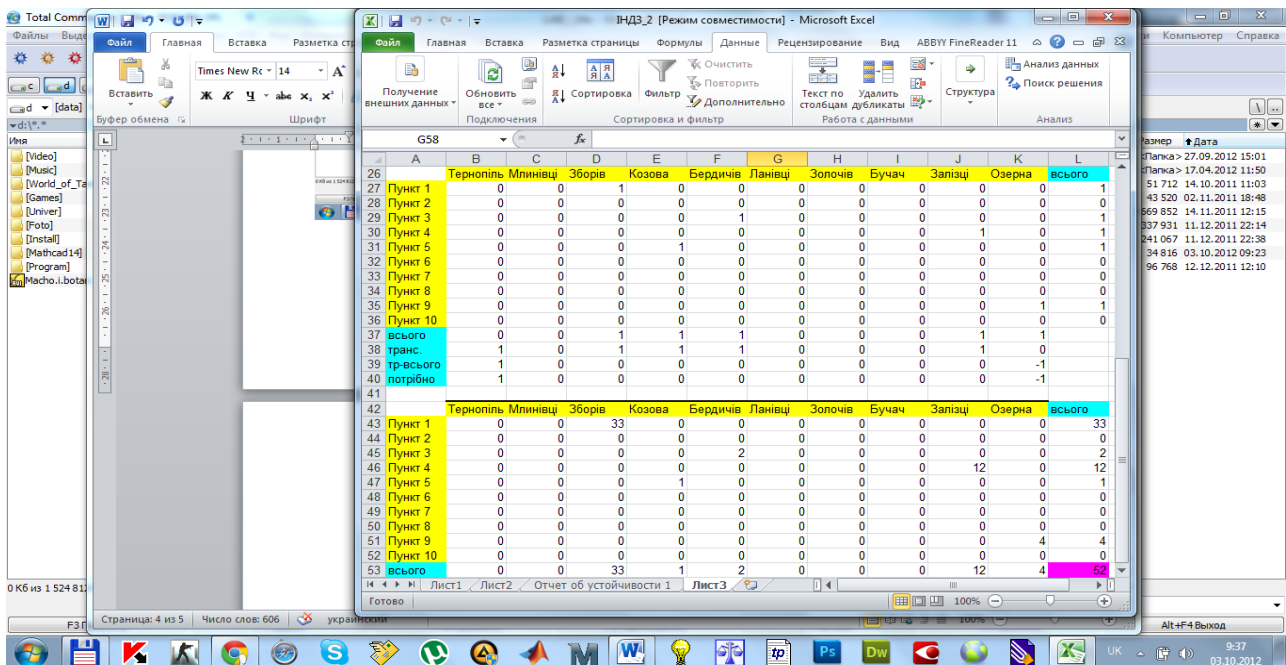 Total Comm
Файлы Выде
c d
d [data]
d:\*.*
Имя
[Video]
[Music]
[World_of_Ta
[Games]
[Univer]
[Foto]
[Install]
[Mathcad14]
[Program]
Macho.i.bota
0 Кб из 1 524 812
F3 П
Файл Главная Вставка Разметка стр
Вставить
Times New Rc 14 A
Ж К Ч abc x₂ x²
Буфер обмена Шрифт
Страница: 4 из 5 Число слов: 606 украинский
ІНДЗ_2 [Режим совместимости] - Microsoft Excel
Файл Главная Вставка Разметка страницы Формулы Данные Рецензирование Вид ABBYY FineReader 11
Получение внешних данных
Обновить все
Сортировка
Фильтр
Очистить
Повторить
Дополнительно
Текст по столбцам
Удалить дубликаты
Структура
Анализ данных
Поиск решения
Подключения Сортировка и фильтр Работа с данными Анализ
G58 fx
A B C D E F G H I J K L
26 Тернопіль Млинівці Зборів Козова Бердичів Ланівці Золочів Бучач Залізці Озерна всього
27 Пункт 1 0 0 1 0 0 0 0 0 0 0 1
28 Пункт 2 0 0 0 0 0 0 0 0 0 0 0
29 Пункт 3 0 0 0 0 1 0 0 0 0 0 1
30 Пункт 4 0 0 0 0 0 0 0 0 1 0 1
31 Пункт 5 0 0 0 1 0 0 0 0 0 0 1
32 Пункт 6 0 0 0 0 0 0 0 0 0 0 0
33 Пункт 7 0 0 0 0 0 0 0 0 0 0 0
34 Пункт 8 0 0 0 0 0 0 0 0 0 0 0
35 Пункт 9 0 0 0 0 0 0 0 0 0 1 1
36 Пункт 10 0 0 0 0 0 0 0 0 0 0 0
37 всього 0 0 1 1 1 0 0 0 1 1
38 транс. 1 0 1 1 1 0 0 0 1 0
39 тр-всього 1 0 0 0 0 0 0 0 0 -1
40 потрібно 1 0 0 0 0 0 0 0 0 -1
41
42 Тернопіль Млинівці Зборів Козова Бердичів Ланівці Золочів Бучач Залізці Озерна всього
43 Пункт 1 0 0 33 0 0 0 0 0 0 0 33
44 Пункт 2 0 0 0 0 0 0 0 0 0 0 0
45 Пункт 3 0 0 0 0 2 0 0 0 0 0 2
46 Пункт 4 0 0 0 0 0 0 0 0 12 0 12
47 Пункт 5 0 0 0 1 0 0 0 0 0 0 1
48 Пункт 6 0 0 0 0 0 0 0 0 0 0 0
49 Пункт 7 0 0 0 0 0 0 0 0 0 0 0
50 Пункт 8 0 0 0 0 0 0 0 0 0 0 0
51 Пункт 9 0 0 0 0 0 0 0 0 0 4 4
52 Пункт 10 0 0 0 0 0 0 0 0 0 0 0
53 всього 0 0 33 1 2 0 0 0 12 4 52
Лист1 Лист2 Отчет об устойчивости 1 Лист3
Готово 100%
и Компьютер Справка
\ ..
*
Размер Дата
<Папка> 27.09.2012 15:01
<Папка> 17.04.2012 11:50
51 712 14.10.2011 11:03
43 520 02.11.2011 18:48
669 852 14.11.2011 12:15
337 931 11.12.2011 22:14
241 067 11.12.2011 22:38
34 816 03.10.2012 09:23
96 768 12.12.2011 12:10
Alt+F4 Выход
W tp Ps Dw UK
9:37
03.10.2012